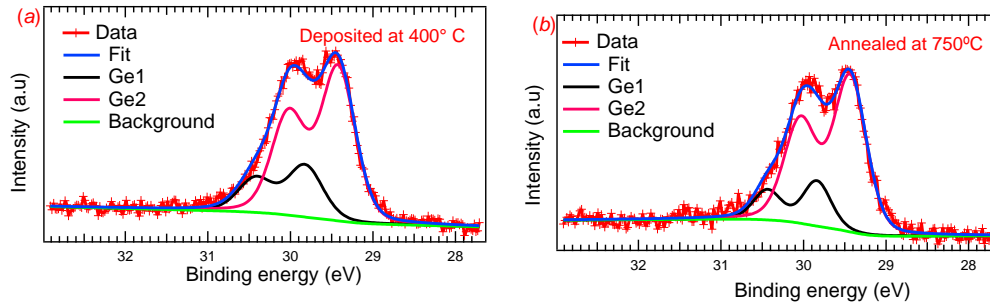 (a)
Data
Deposited at 400° C
Fit
Ge1
Ge2
Background
Intensity (a.u)
32 31 30 29 28
Binding energy (eV)
(b)
Data
Annealed at 750ºC
Fit
Ge1
Ge2
Background
Intensity (a.u)
32 31 30 29 28
Binding energy (eV)